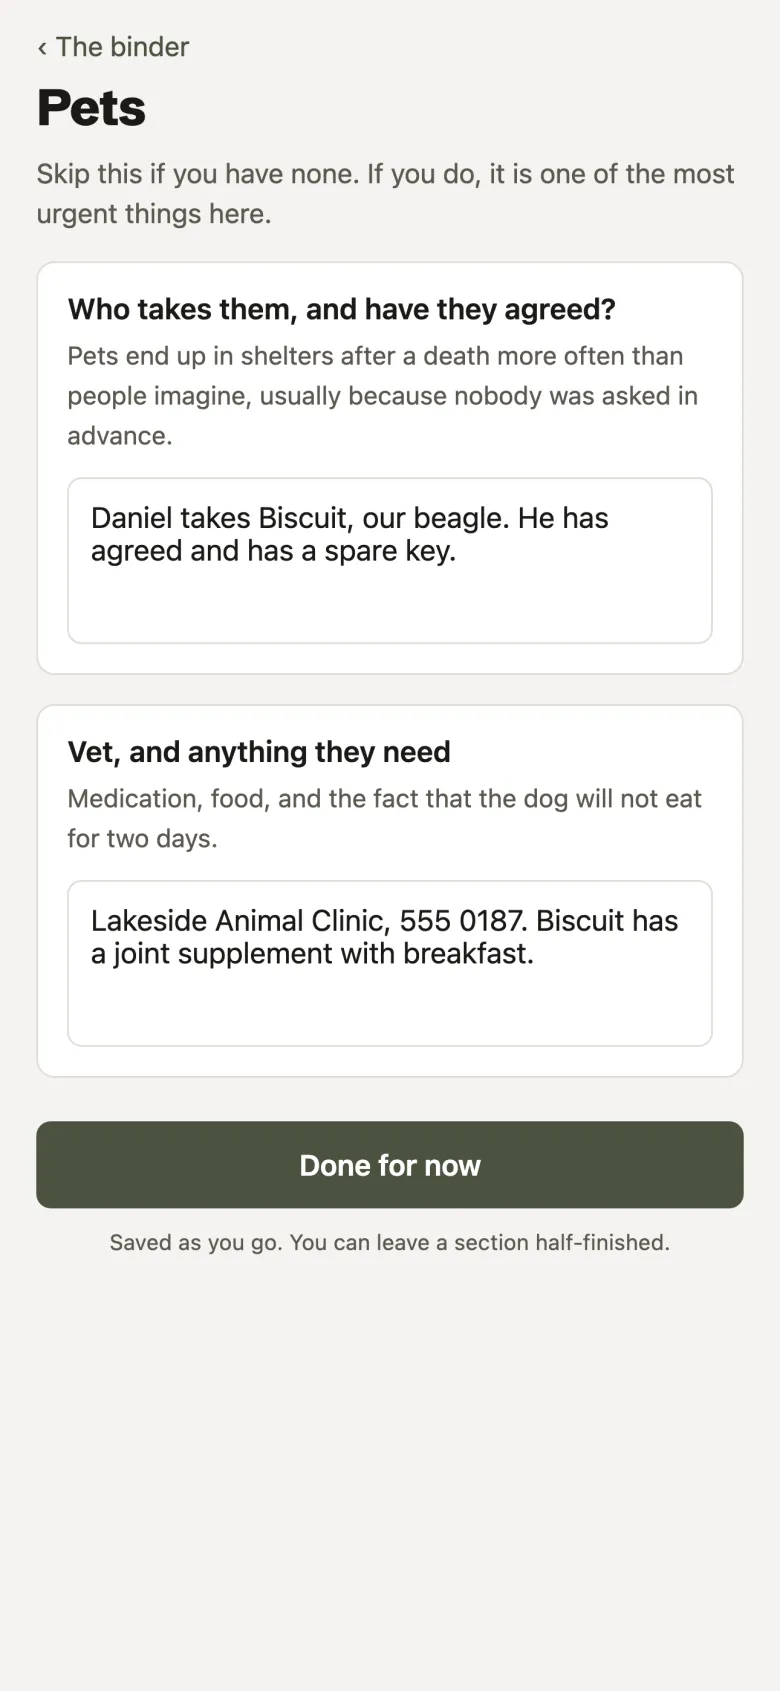 ‹ The binder
Pets
Skip this if you have none. If you do, it is one of the most
urgent things here.
Who takes them, and have they agreed?
Pets end up in shelters after a death more often than
people imagine, usually because nobody was asked in
advance.
Daniel takes Biscuit, our beagle. He has
agreed and has a spare key.
Vet, and anything they need
Medication, food, and the fact that the dog will not eat
for two days.
Lakeside Animal Clinic, 555 0187. Biscuit has
a joint supplement with breakfast.
Done for now
Saved as you go. You can leave a section half-finished.